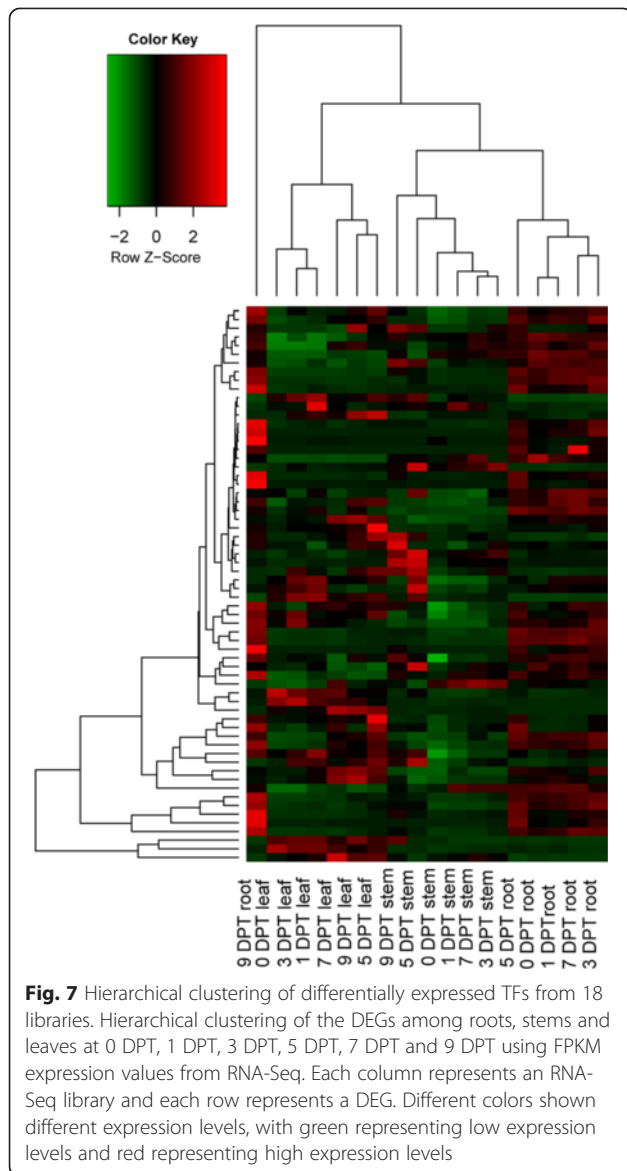 Color Key
−2 0 2
Row Z−Score
9 DPT root
0 DPT leaf
3 DPT leaf
1 DPT leaf
7 DPT leaf
9 DPT leaf
5 DPT leaf
9 DPT stem
5 DPT stem
0 DPT stem
1 DPT stem
7 DPT stem
3 DPT stem
5 DPT root
0 DPT root
1 DPTroot
7 DPT root
3 DPT root
Fig. 7 Hierarchical clustering of differentially expressed TFs from 18
libraries. Hierarchical clustering of the DEGs among roots, stems and
leaves at 0 DPT, 1 DPT, 3 DPT, 5 DPT, 7 DPT and 9 DPT using FPKM
expression values from RNA-Seq. Each column represents an RNA-
Seq library and each row represents a DEG. Different colors shown
different expression levels, with green representing low expression
levels and red representing high expression levels